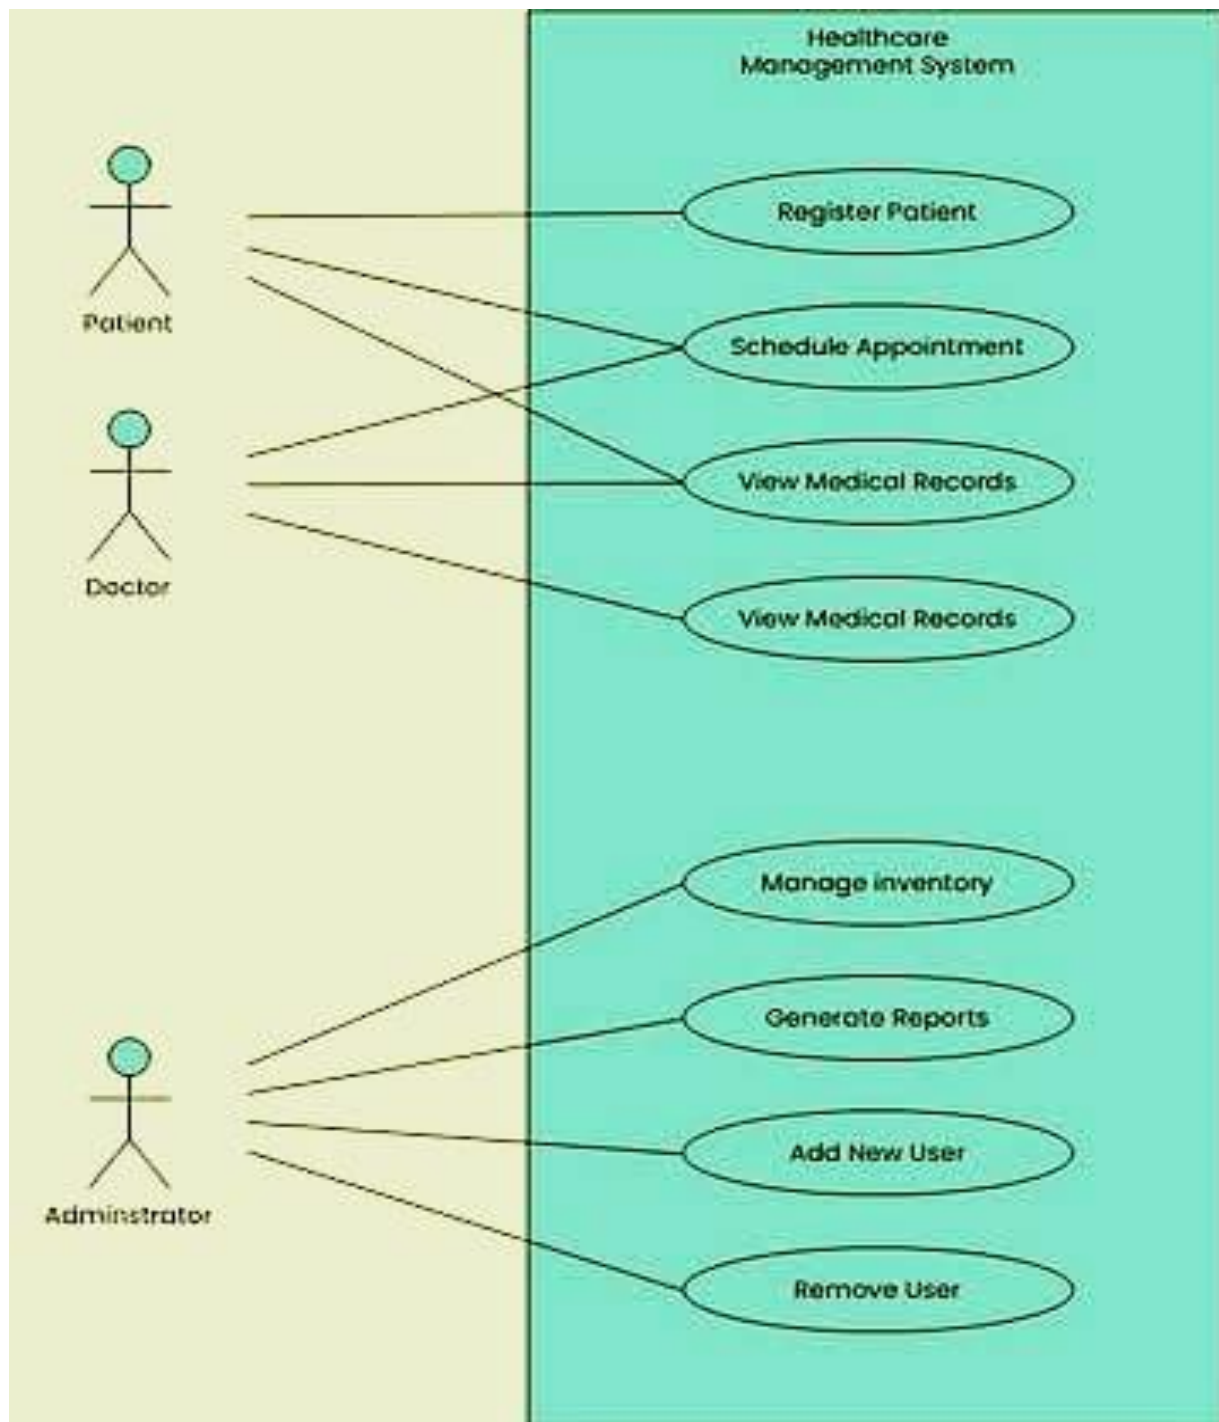 Healthcare
Management System
Register Patient
Patient
Schedule Appointment
View Medical Records
Doctor
View Medical Records
Manage inventory
Generate Reports
Add New User
Adminstrator
Remove User